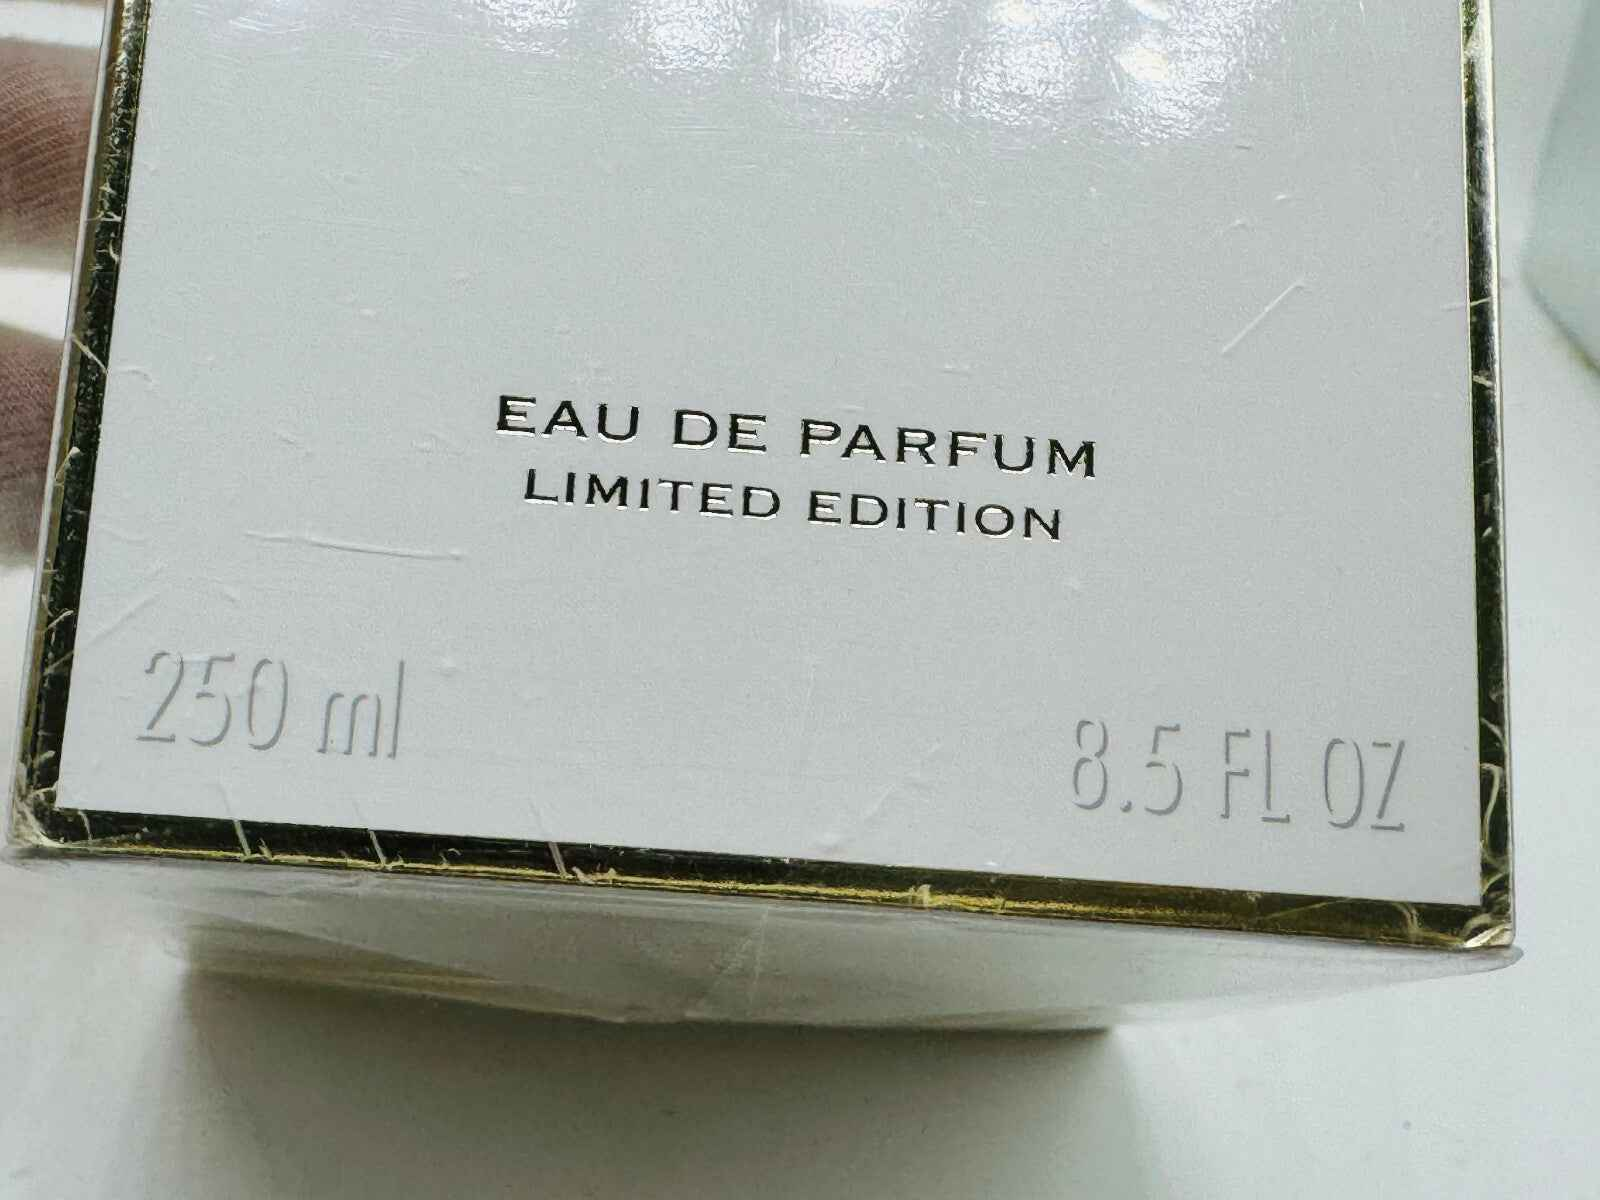 EAU DE PARFUM
LIMITED EDITION
250 ml
8.5 FL OZ